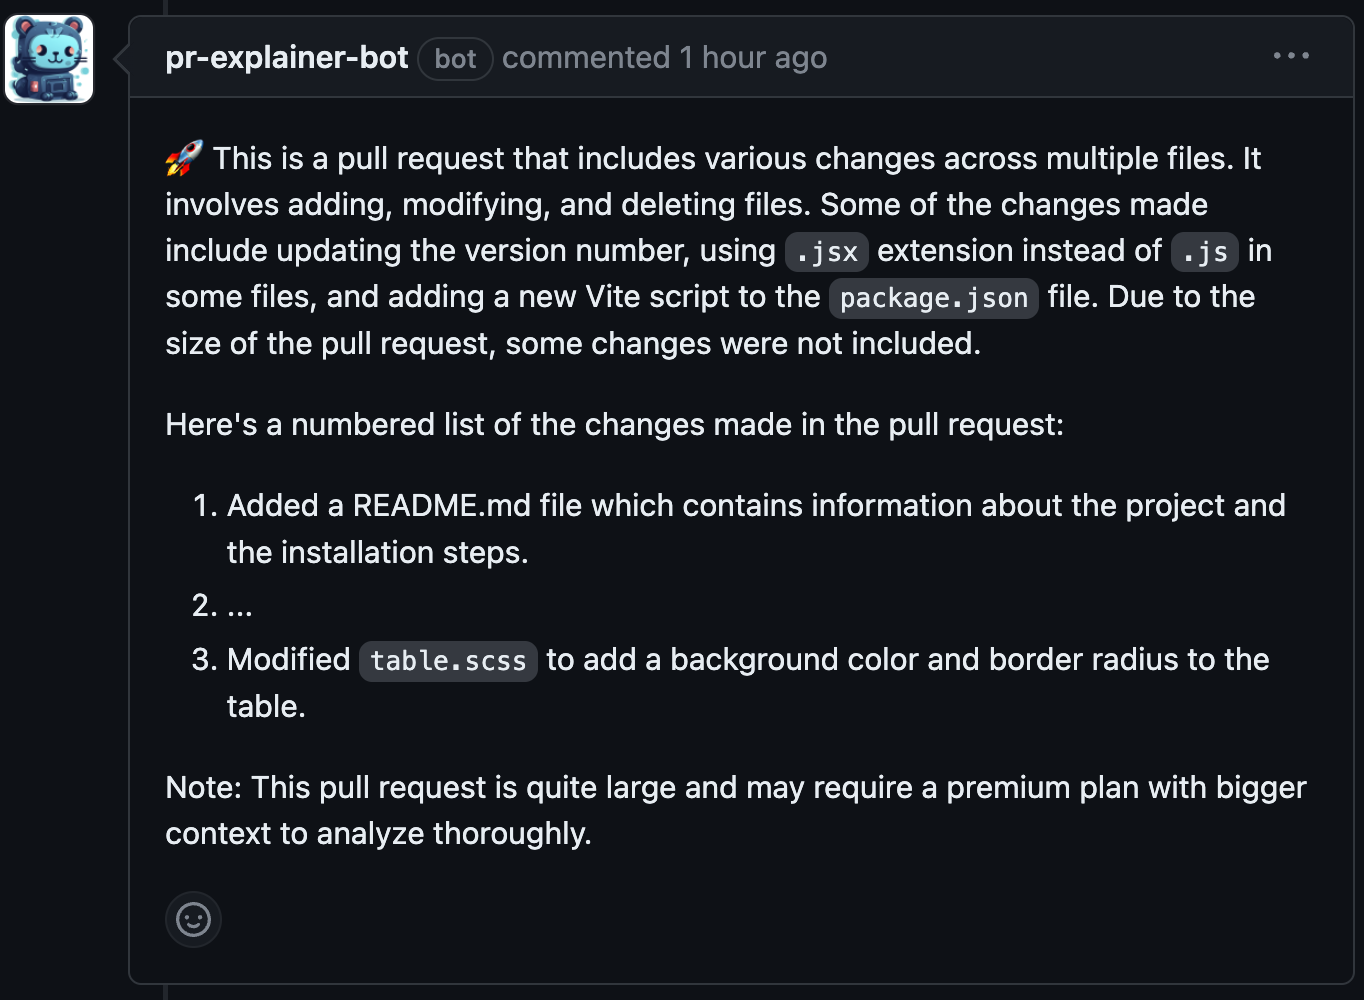 pr-explainer-bot bot commented 1 hour ago
🚀 This is a pull request that includes various changes across multiple files. It
involves adding, modifying, and deleting files. Some of the changes made
include updating the version number, using .jsx extension instead of .js in
some files, and adding a new Vite script to the package.json file. Due to the
size of the pull request, some changes were not included.
Here's a numbered list of the changes made in the pull request:
1. Added a README.md file which contains information about the project and
the installation steps.
2. ...
3. Modified table.scss to add a background color and border radius to the
table.
Note: This pull request is quite large and may require a premium plan with bigger
context to analyze thoroughly.